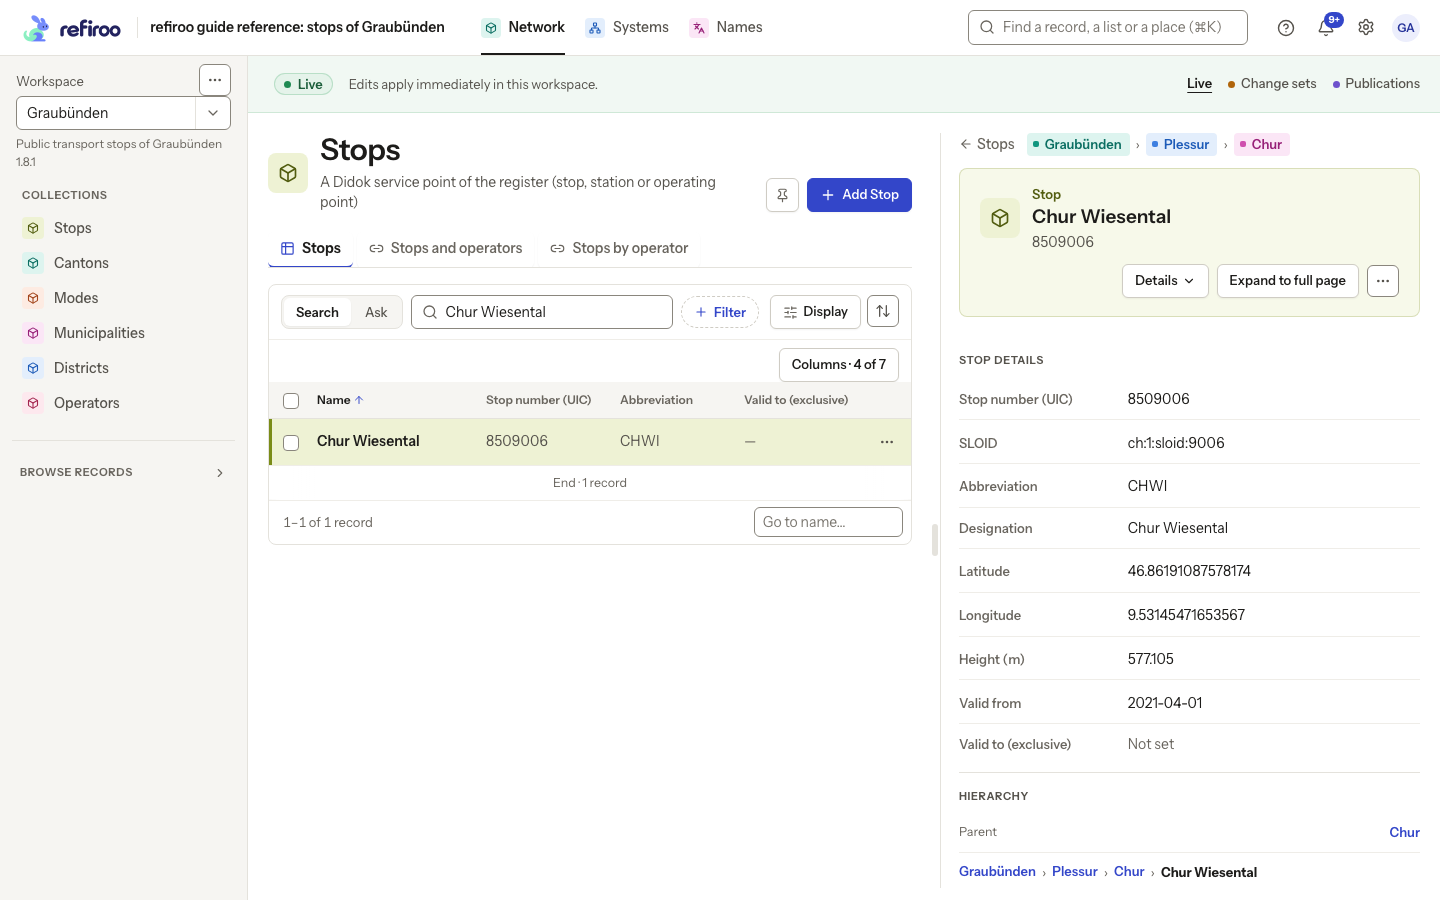 refiroo
refiroo guide reference: stops of Graubünden
Network
Systems
Names
Find a record, a list or a place (⌘K)
9+
GA
Workspace
Graubünden
Public transport stops of Graubünden
1.8.1
COLLECTIONS
Stops
Cantons
Modes
Municipalities
Districts
Operators
BROWSE RECORDS
Live
Edits apply immediately in this workspace.
Live
Change sets
Publications
Stops
A Didok service point of the register (stop, station or operating
point)
Add Stop
Stops
Stops and operators
Stops by operator
Search
Ask
Chur Wiesental
Filter
Display
Columns · 4 of 7
Name ↑
Stop number (UIC)
Abbreviation
Valid to (exclusive)
Chur Wiesental
8509006
CHWI
—
End · 1 record
1–1 of 1 record
Go to name...
← Stops
Graubünden › Plessur › Chur
Stop
Chur Wiesental
8509006
Details
Expand to full page
STOP DETAILS
Stop number (UIC) 8509006
SLOID ch:1:sloid:9006
Abbreviation CHWI
Designation Chur Wiesental
Latitude 46.86191087578174
Longitude 9.53145471653567
Height (m) 577.105
Valid from 2021-04-01
Valid to (exclusive) Not set
HIERARCHY
Parent Chur
Graubünden › Plessur › Chur › Chur Wiesental